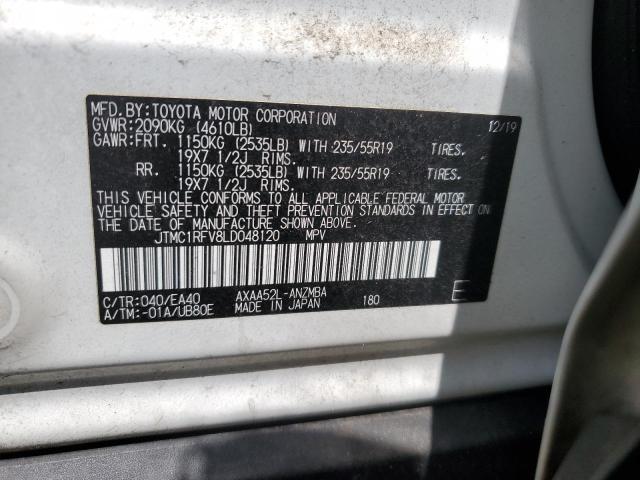 MFD.BY:TOYOTA MOTOR CORPORATION 12/19
GVWR:2090KG (4610LB)
GAWR:FRT. 1150KG (2535LB) WITH 235/55R19 TIRES.
19X7 1/2J RIMS.
RR. 1150KG (2535LB) WITH 235/55R19 TIRES.
19X7 1/2J RIMS.
THIS VEHICLE CONFORMS TO ALL APPLICABLE FEDERAL MOTOR
VEHICLE SAFETY AND THEFT PREVENTION STANDARDS IN EFFECT ON
THE DATE OF MANUFACTURE SHOWN ABOVE.
JTMC1RFV8LD048120 MPV
C/TR:040/EA40 AXAA52L-ANZMBA 180 E
A/TM:-01A/UB80E MADE IN JAPAN